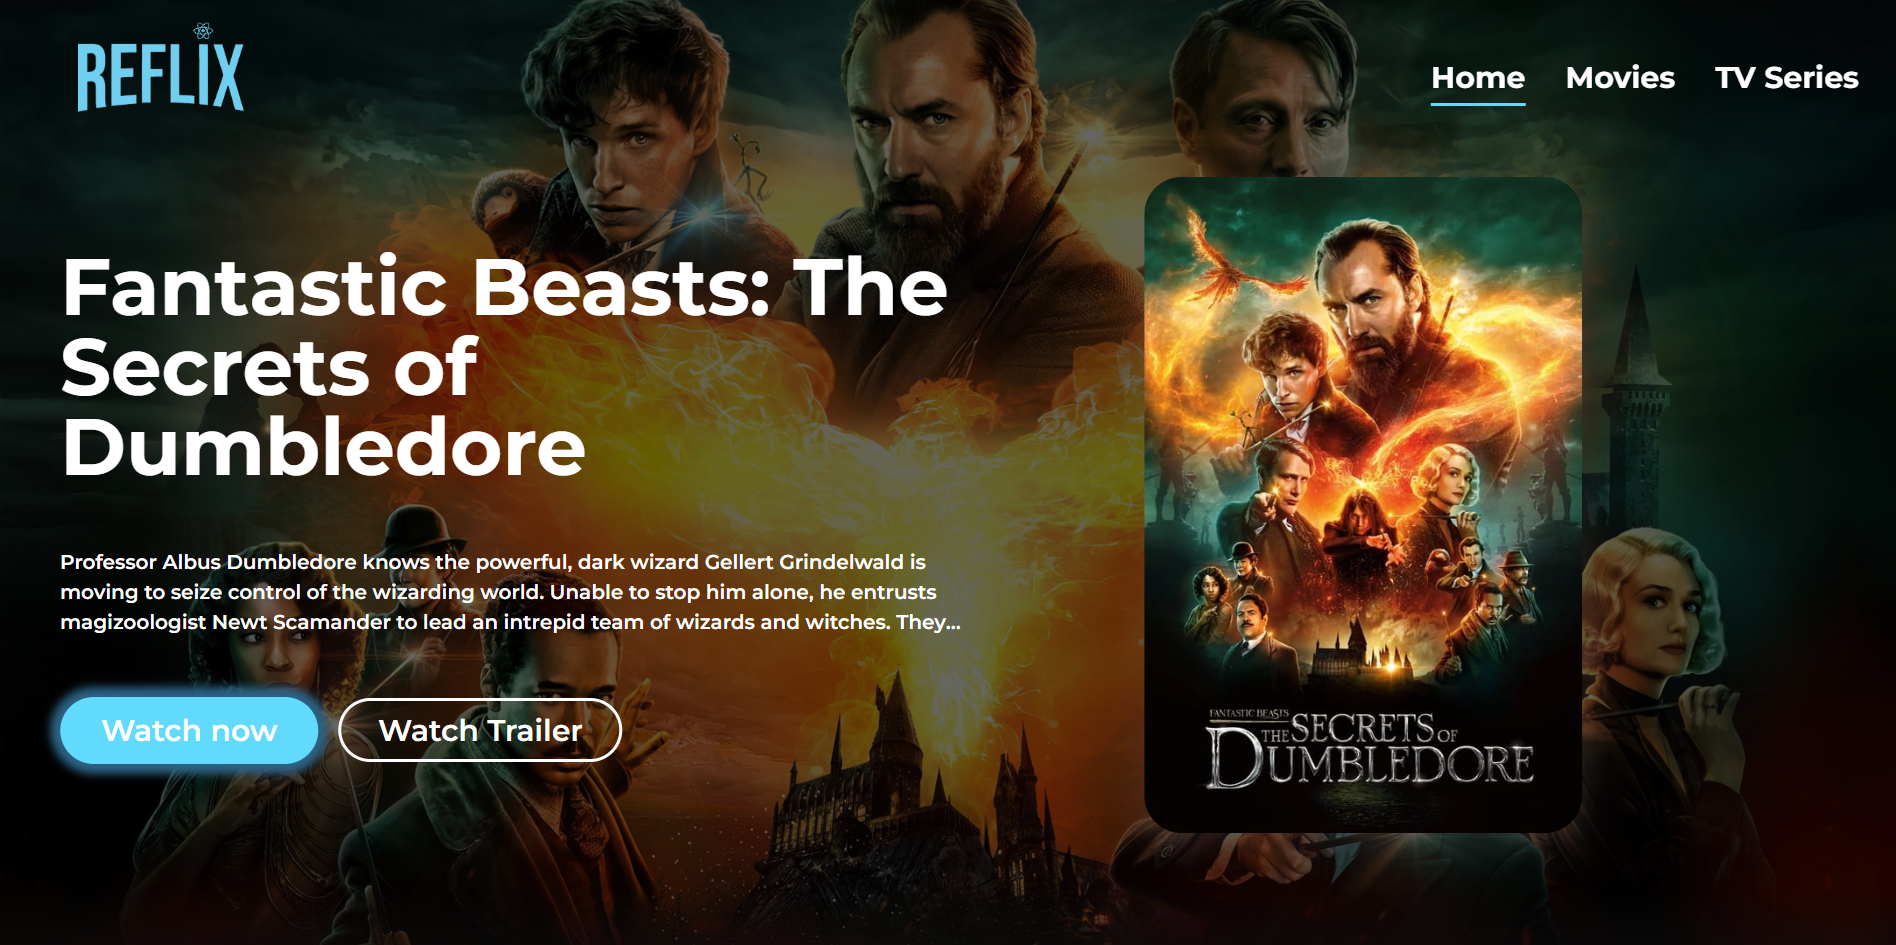 REFLIX
Home
Movies
TV Series
Fantastic Beasts: The
Secrets of
Dumbledore
Professor Albus Dumbledore knows the powerful, dark wizard Gellert Grindelwald is
moving to seize control of the wizarding world. Unable to stop him alone, he entrusts
magizoologist Newt Scamander to lead an intrepid team of wizards and witches. They...
Watch now
Watch Trailer
FANTASTIC BEASTS
THE SECRETS OF
DUMBLEDORE